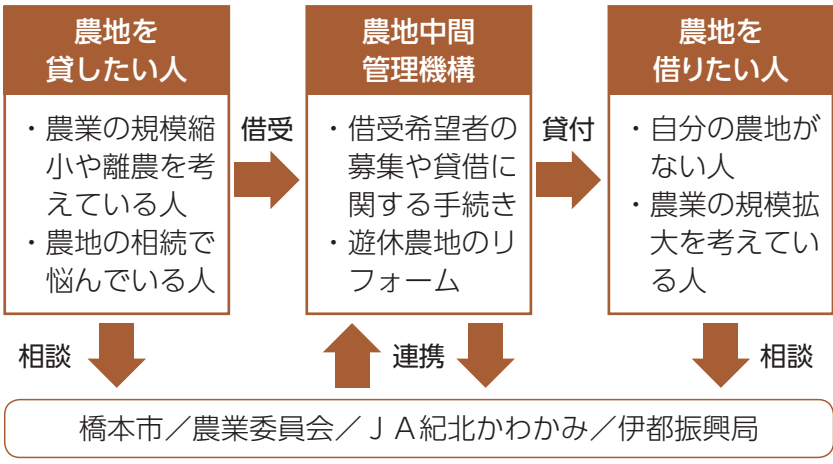 農地を
貸したい人
・農業の規模縮
小や離農を考
えている人
・農地の相続で
悩んでいる人
借受
農地中間
管理機構
・借受希望者の
募集や貸借に
関する手続き
・遊休農地のリ
フォーム
貸付
農地を
借りたい人
・自分の農地が
ない人
・農業の規模拡
大を考えてい
る人
相談
連携
相談
橋本市／農業委員会／ＪＡ紀北かわかみ／伊都振興局